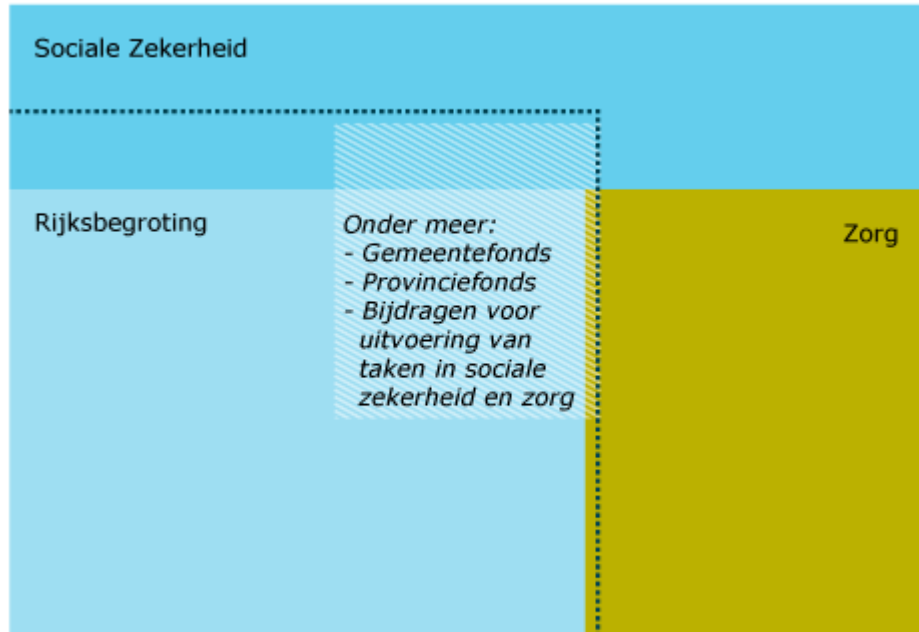 Sociale Zekerheid
Rijksbegroting
Onder meer:
- Gemeentefonds
- Provinciefonds
- Bijdragen voor
uitvoering van
taken in sociale
zekerheid en zorg
Zorg